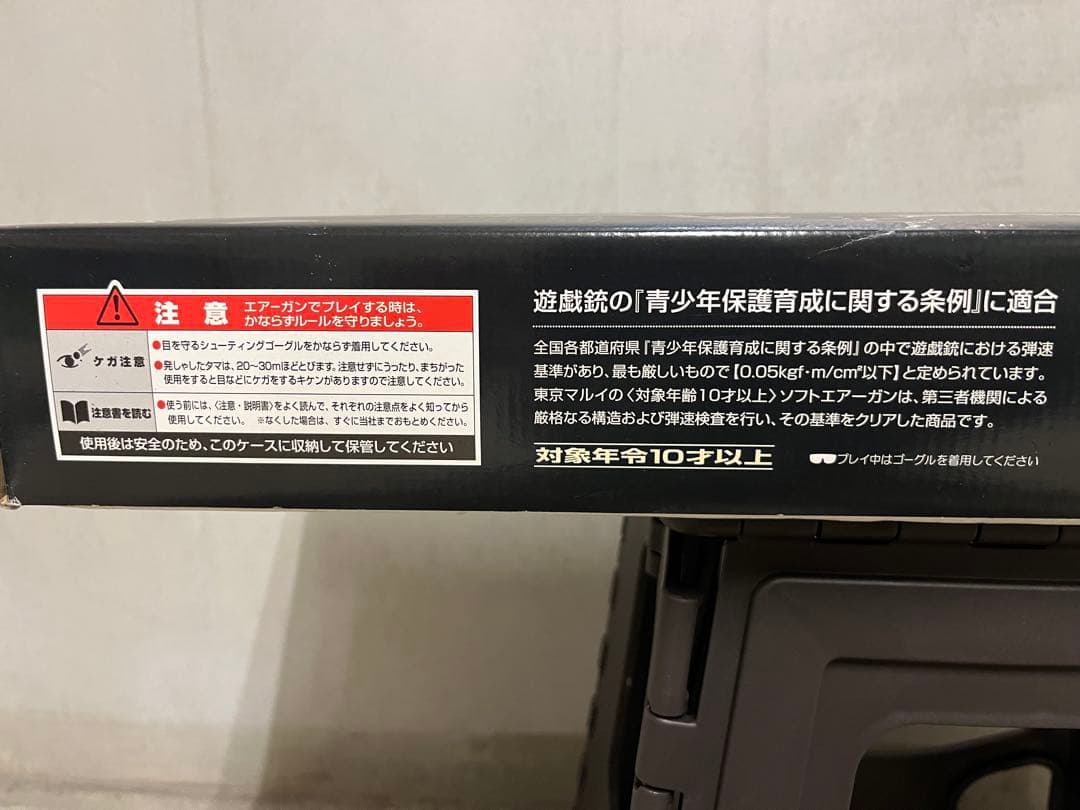 注意 エアーガンでプレイする時は、
かならずルールを守りましょう。
ケガ注意
●目を守るシューティングゴーグルをかならず着用してください。
●発しゃしたタマは、20〜30mほどとびます。注意せずにうったり、まちがった
使用をすると目などにケガをするキケンがありますので注意してください。
注意書を読む
●使う前には、〈注意・説明書〉をよく読んで、それぞれの注意点をよく知ってから
使用してください。 ※なくした場合は、すぐに当社までおもとめください。
使用後は安全のため、このケースに収納して保管してください
遊戯銃の『青少年保護育成に関する条例』に適合
全国各都道府県『青少年保護育成に関する条例』の中で遊戯銃における弾速
基準があり、最も厳しいもので【0.05kgf・m/c㎡以下】と定められています。
東京マルイの〈対象年齢10才以上〉ソフトエアーガンは、第三者機関による
厳格なる構造および弾速検査を行い、その基準をクリアした商品です。
対象年令10才以上
プレイ中はゴーグルを着用してください